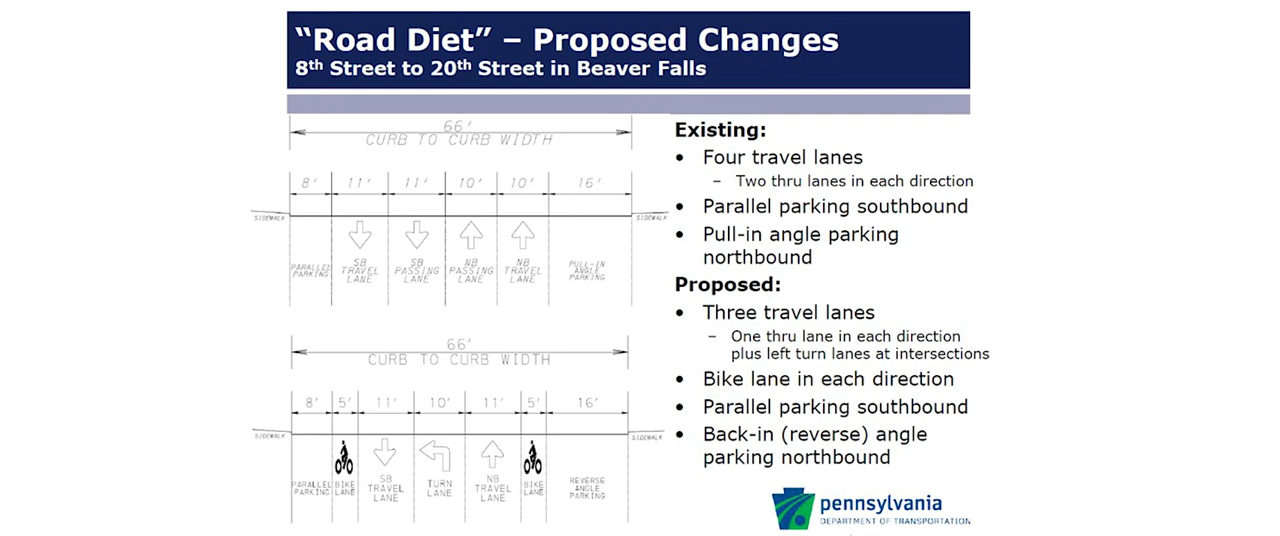 “Road Diet” – Proposed Changes
8th Street to 20th Street in Beaver Falls
66'
CURB TO CURB WIDTH
8' 11' 11' 10' 10' 16'
SIDEWALK SIDEWALK
PARALLEL PARKING
SB TRAVEL LANE
SB PASSING LANE
NB PASSING LANE
NB TRAVEL LANE
PULL-IN ANGLE PARKING
66'
CURB TO CURB WIDTH
8' 5' 11' 10' 11' 5' 16'
SIDEWALK SIDEWALK
PARALLEL PARKING
BIKE LANE
SB TRAVEL LANE
TURN LANE
NB TRAVEL LANE
BIKE LANE
REVERSE ANGLE PARKING
Existing:
• Four travel lanes
– Two thru lanes in each direction
• Parallel parking southbound
• Pull-in angle parking
northbound
Proposed:
• Three travel lanes
– One thru lane in each direction
plus left turn lanes at intersections
• Bike lane in each direction
• Parallel parking southbound
• Back-in (reverse) angle
parking northbound
pennsylvania
DEPARTMENT OF TRANSPORTATION